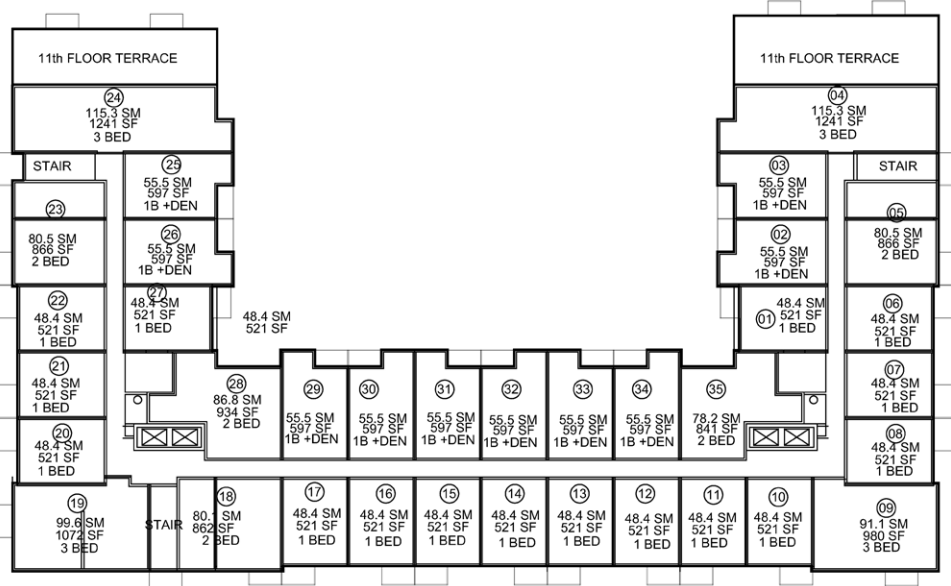 11th FLOOR TERRACE
11th FLOOR TERRACE
24
115.3 SM
1241 SF
3 BED
04
115.3 SM
1241 SF
3 BED
STAIR
25
55.5 SM
597 SF
1B +DEN
03
55.5 SM
597 SF
1B +DEN
STAIR
23
80.5 SM
866 SF
2 BED
26
55.5 SM
597 SF
1B +DEN
02
55.5 SM
597 SF
1B +DEN
05
80.5 SM
866 SF
2 BED
22
48.4 SM
521 SF
1 BED
27
48.4 SM
521 SF
1 BED
48.4 SM
521 SF
01
48.4 SM
521 SF
1 BED
06
48.4 SM
521 SF
1 BED
21
48.4 SM
521 SF
1 BED
28
86.8 SM
934 SF
2 BED
29
55.5 SM
597 SF
1B +DEN
30
55.5 SM
597 SF
1B +DEN
31
55.5 SM
597 SF
1B +DEN
32
55.5 SM
597 SF
1B +DEN
33
55.5 SM
597 SF
1B +DEN
34
55.5 SM
597 SF
1B +DEN
35
78.2 SM
841 SF
2 BED
07
48.4 SM
521 SF
1 BED
20
48.4 SM
521 SF
1 BED
08
48.4 SM
521 SF
1 BED
19
99.6 SM
1072 SF
3 BED
STAIR
18
80.1 SM
862 SF
2 BED
17
48.4 SM
521 SF
1 BED
16
48.4 SM
521 SF
1 BED
15
48.4 SM
521 SF
1 BED
14
48.4 SM
521 SF
1 BED
13
48.4 SM
521 SF
1 BED
12
48.4 SM
521 SF
1 BED
11
48.4 SM
521 SF
1 BED
10
48.4 SM
521 SF
1 BED
09
91.1 SM
980 SF
3 BED